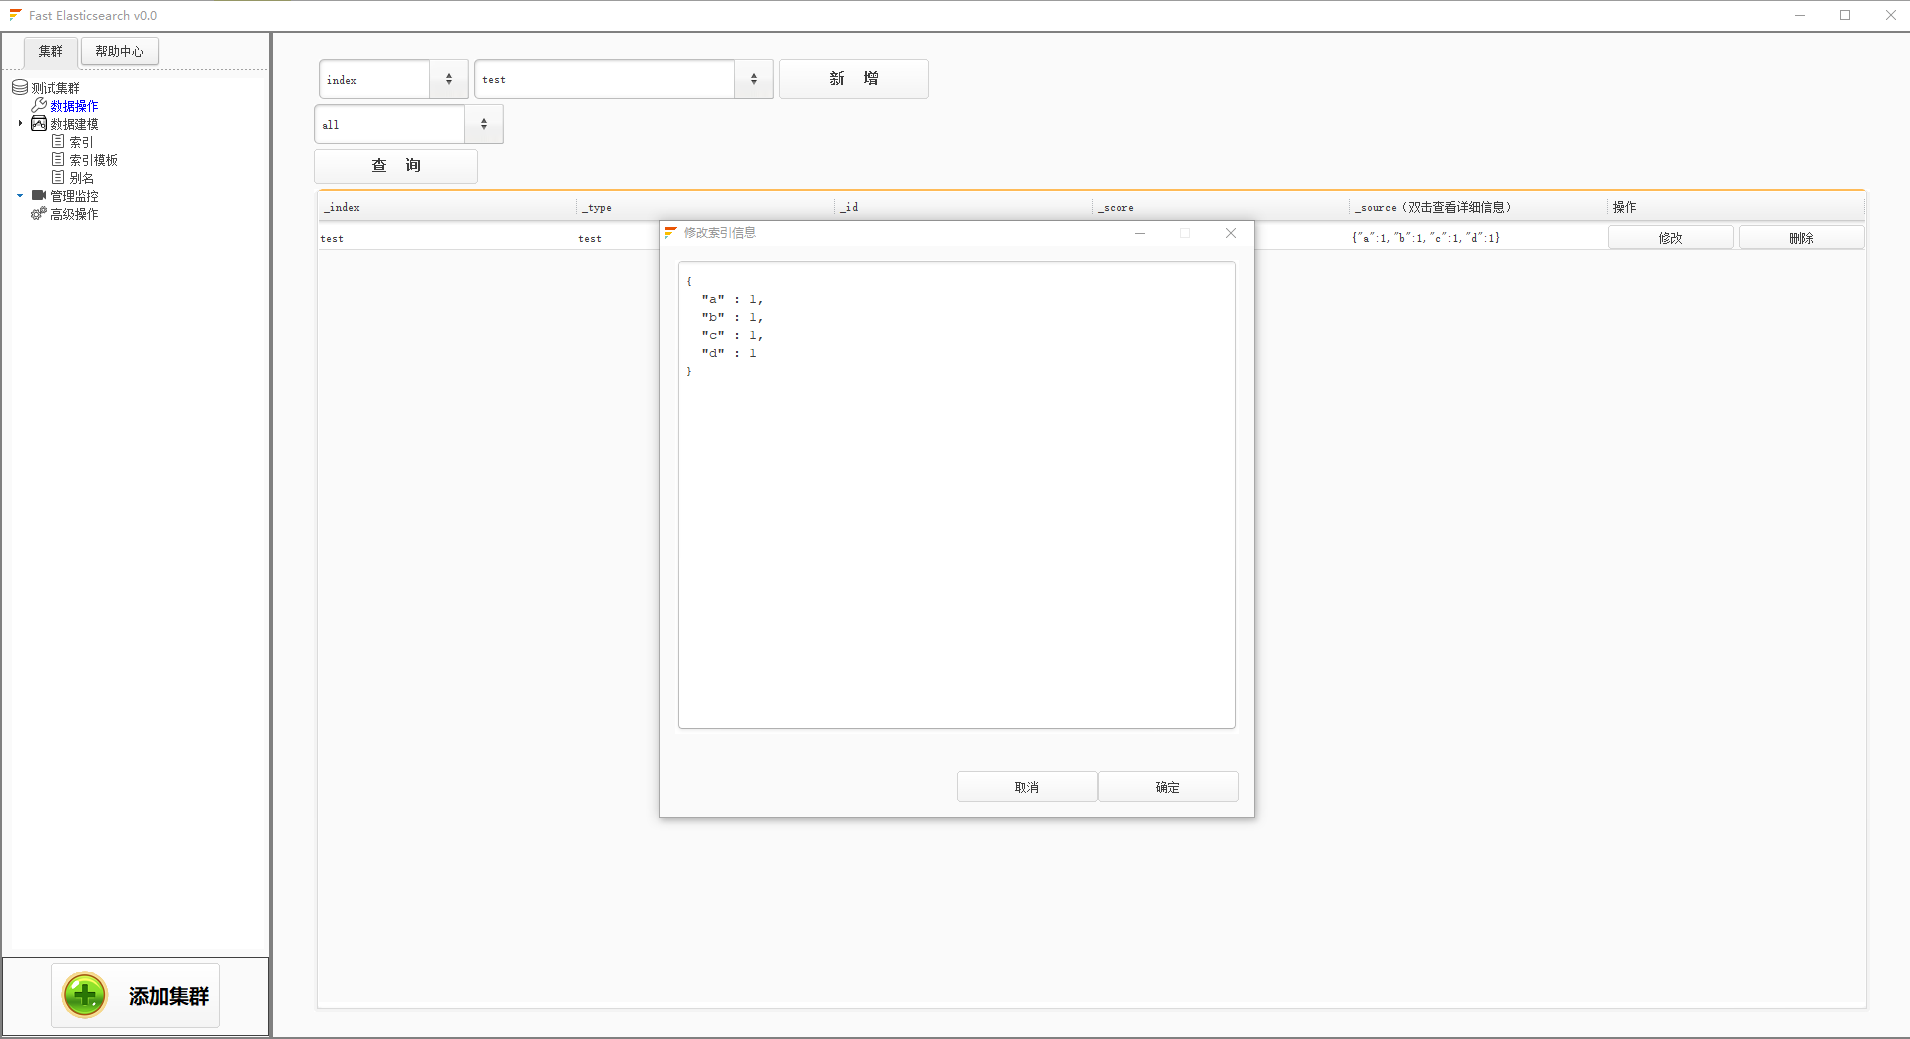 Fast Elasticsearch v0.0
集群
帮助中心
测试集群
数据操作
数据建模
索引
索引模板
别名
管理监控
高级操作
添加集群
index
test
新 增
all
查 询
_index
_type
_id
_score
_source（双击查看详细信息）
操作
test
test
{"a":1,"b":1,"c":1,"d":1}
修改
删除
修改索引信息
{
"a" : 1,
"b" : 1,
"c" : 1,
"d" : 1
}
取消
确定